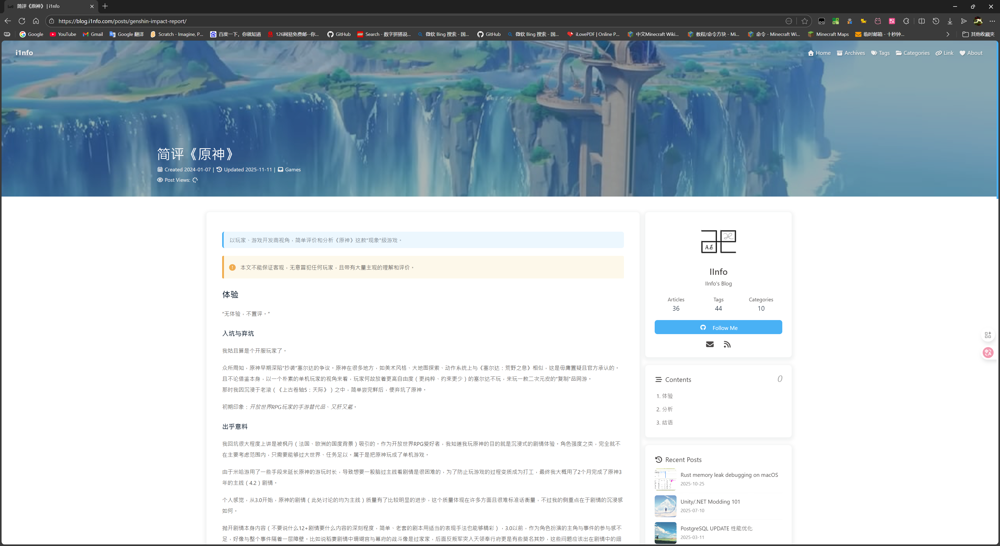 简评《原神》 | i1nfo
https://blog.i1nfo.com/posts/genshin-impact-report/
Google
YouTube
Gmail
Google 翻译
Scratch - Imagine, P...
百度一下，你就知道
126网易免费邮--你...
GitHub
Search - 数字拼搭说...
微软 Bing 搜索 - 国...
GitHub
微软 Bing 搜索 - 国...
iLovePDF | Online P...
中文Minecraft Wiki...
教程/命令方块 - Mi...
命令 - Minecraft Wi...
Minecraft Maps
临时邮箱 - 十秒钟...
其他收藏夹
i1nfo
Home
Archives
Tags
Categories
Link
About
简评《原神》
Created 2024-01-07 | Updated 2025-11-11 | Games
Post Views:
以玩家、游戏开发商视角，简单评价和分析《原神》这款“现象”级游戏。
本文不能保证客观，无意冒犯任何玩家，且带有大量主观的理解和评价。
体验
“无体验，不置评。”
入坑与弃坑
我姑且算是个开服玩家了。
众所周知，原神早期深陷“抄袭”塞尔达的争议。原神在很多地方，如美术风格、大地图探索、动作系统上与《塞尔达：荒野之息》相似，这是毋庸置疑且官方承认的。
且不论借鉴本身，以一个朴素的单机玩家的视角来看，玩家何故放着更高自由度（更纯粹、约束更少）的塞尔达不玩，来玩一款二次元皮的“复制”品网游。
那时我因沉浸于老滚（《上古卷轴5：天际》）之中，简单尝完鲜后，便弃坑了原神。
初期印象：开放世界RPG玩家的手游替代品、又肝又氪。
出乎意料
我回坑很大程度上讲是被枫丹（法国、欧洲的国度背景）吸引的。作为开放世界RPG爱好者，我知道我玩原神的目的就是沉浸式的剧情体验。角色强度之类，完全就不
在主要考虑范围内，只需要能够过大世界、任务足以。属于是把原神玩成了单机游戏。
由于米哈游用了一些手段来延长原神的游玩时长，导致想要一股脑过主线看剧情是很困难的，为了防止玩游戏的过程变质成为打工，最终我大概用了2个月完成了原神3
年的主线（4.2）剧情。
个人感觉，从3.0开始，原神的剧情（此处讨论的均为主线）质量有了比较明显的进步，这个质量体现在许多方面且很难标准话衡量，不过我的侧重点在于剧情的沉浸感
如何。
抛开剧情本身内容（不要说什么12+剧情要什么内容的深刻程度，简单、老套的剧本用适当的表现手法也能够精彩），3.0以前，作为角色扮演的主角与事件的参与感不
足，好像与整个事件隔着一层障壁。比如说稻妻剧情中珊瑚宫与幕府的战斗像是过家家，后面反叛军突入天领奉行府更是有些莫名其妙，这些问题应该出在剧情中的细
A.E
IInfo
IInfo's Blog
Articles
36
Tags
44
Categories
10
Follow Me
Contents
0
1. 体验
2. 分析
3. 结语
Recent Posts
Rust memory leak debugging on macOS
2025-10-25
Unity/.NET Modding 101
2025-07-10
PostgreSQL UPDATE 性能优化
2025-03-11